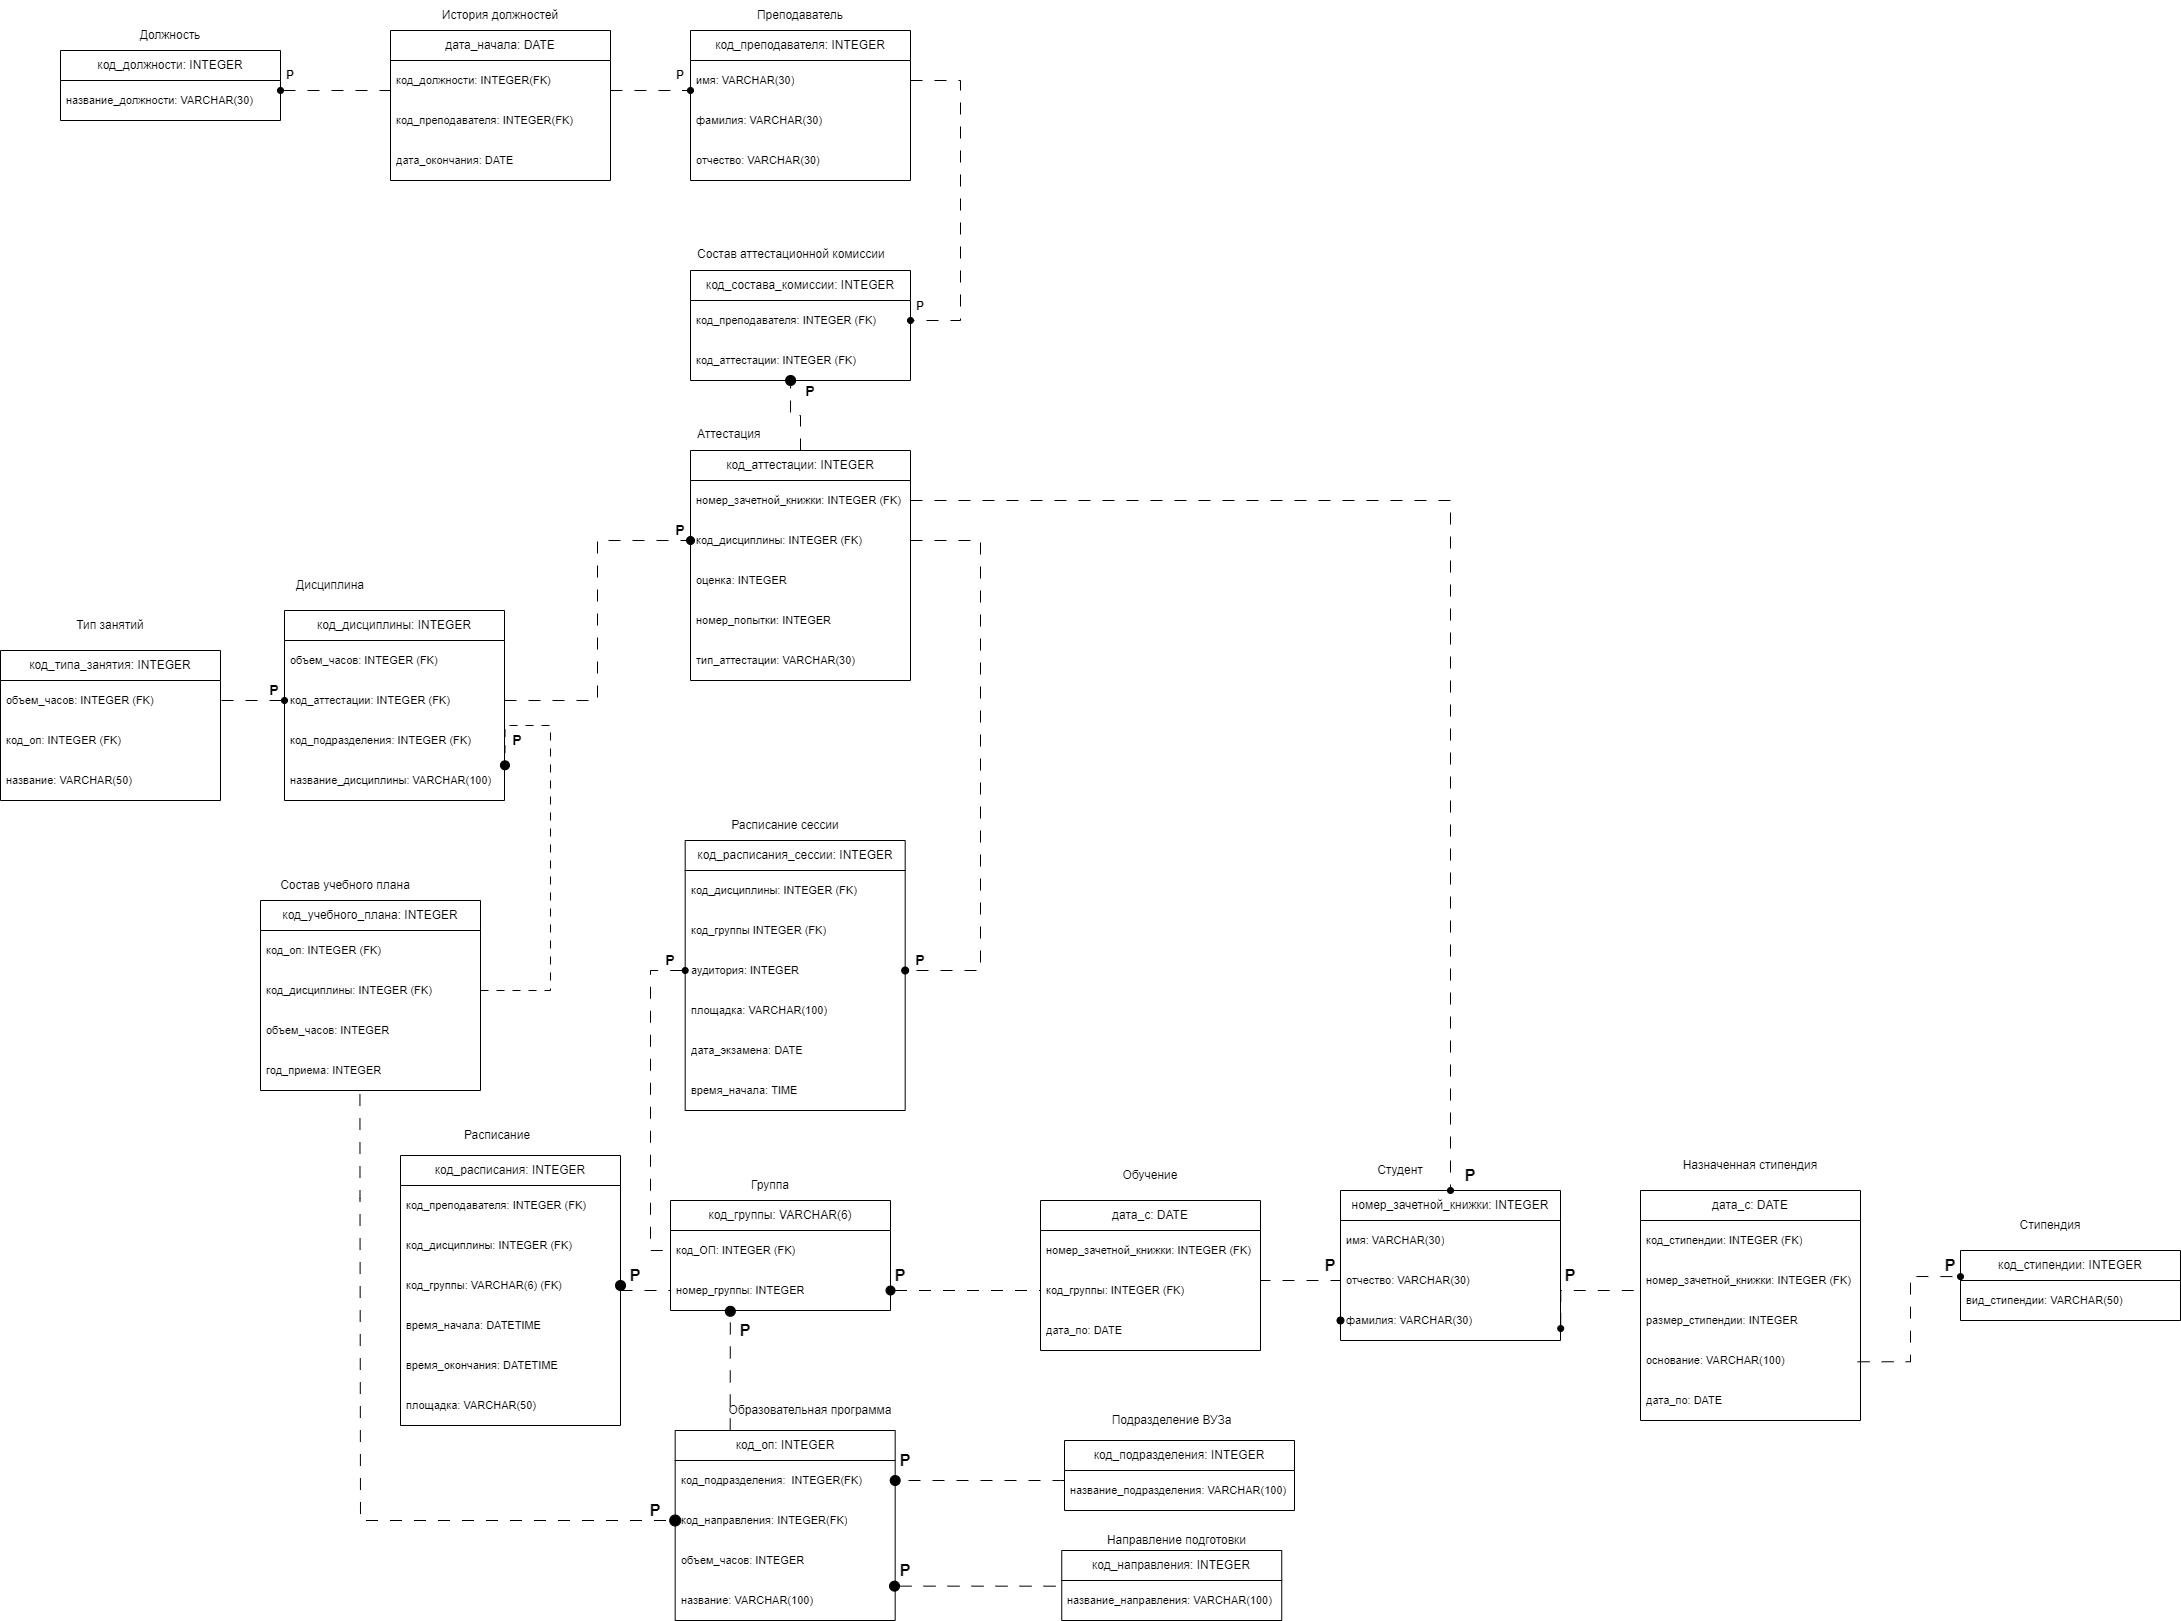 Должность
код_должности: INTEGER
название_должности: VARCHAR(30)
P
История должностей
дата_начала: DATE
код_должности: INTEGER(FK)
код_преподавателя: INTEGER(FK)
дата_окончания: DATE
P
Преподаватель
код_преподавателя: INTEGER
имя: VARCHAR(30)
фамилия: VARCHAR(30)
отчество: VARCHAR(30)
Состав аттестационной комиссии
код_состава_комиссии: INTEGER
код_преподавателя: INTEGER (FK)
код_аттестации: INTEGER (FK)
P
P
Аттестация
код_аттестации: INTEGER
номер_зачетной_книжки: INTEGER (FK)
код_дисциплины: INTEGER (FK)
оценка: INTEGER
номер_попытки: INTEGER
тип_аттестации: VARCHAR(30)
P
Тип занятий
код_типа_занятия: INTEGER
объем_часов: INTEGER (FK)
код_оп: INTEGER (FK)
название: VARCHAR(50)
P
Дисциплина
код_дисциплины: INTEGER
объем_часов: INTEGER (FK)
код_аттестации: INTEGER (FK)
код_подразделения: INTEGER (FK)
название_дисциплины: VARCHAR(100)
P
Расписание сессии
код_расписания_сессии: INTEGER
код_дисциплины: INTEGER (FK)
код_группы INTEGER (FK)
аудитория: INTEGER
площадка: VARCHAR(100)
дата_экзамена: DATE
время_начала: TIME
P
P
Состав учебного плана
код_учебного_плана: INTEGER
код_оп: INTEGER (FK)
код_дисциплины: INTEGER (FK)
объем_часов: INTEGER
год_приема: INTEGER
Расписание
код_расписания: INTEGER
код_преподавателя: INTEGER (FK)
код_дисциплины: INTEGER (FK)
код_группы: VARCHAR(6) (FK)
время_начала: DATETIME
время_окончания: DATETIME
площадка: VARCHAR(50)
P
Группа
код_группы: VARCHAR(6)
код_ОП: INTEGER (FK)
номер_группы: INTEGER
P
P
Обучение
дата_с: DATE
номер_зачетной_книжки: INTEGER (FK)
код_группы: INTEGER (FK)
дата_по: DATE
P
Студент
P
номер_зачетной_книжки: INTEGER
имя: VARCHAR(30)
отчество: VARCHAR(30)
фамилия: VARCHAR(30)
P
Назначенная стипендия
дата_с: DATE
код_стипендии: INTEGER (FK)
номер_зачетной_книжки: INTEGER (FK)
размер_стипендии: INTEGER
основание: VARCHAR(100)
дата_по: DATE
P
Стипендия
код_стипендии: INTEGER
вид_стипендии: VARCHAR(50)
Образовательная программа
код_оп: INTEGER
код_подразделения:  INTEGER(FK)
код_направления: INTEGER(FK)
объем_часов: INTEGER
название: VARCHAR(100)
P
P
P
Подразделение ВУЗа
код_подразделения: INTEGER
название_подразделения: VARCHAR(100)
Направление подготовки
код_направления: INTEGER
название_направления: VARCHAR(100)